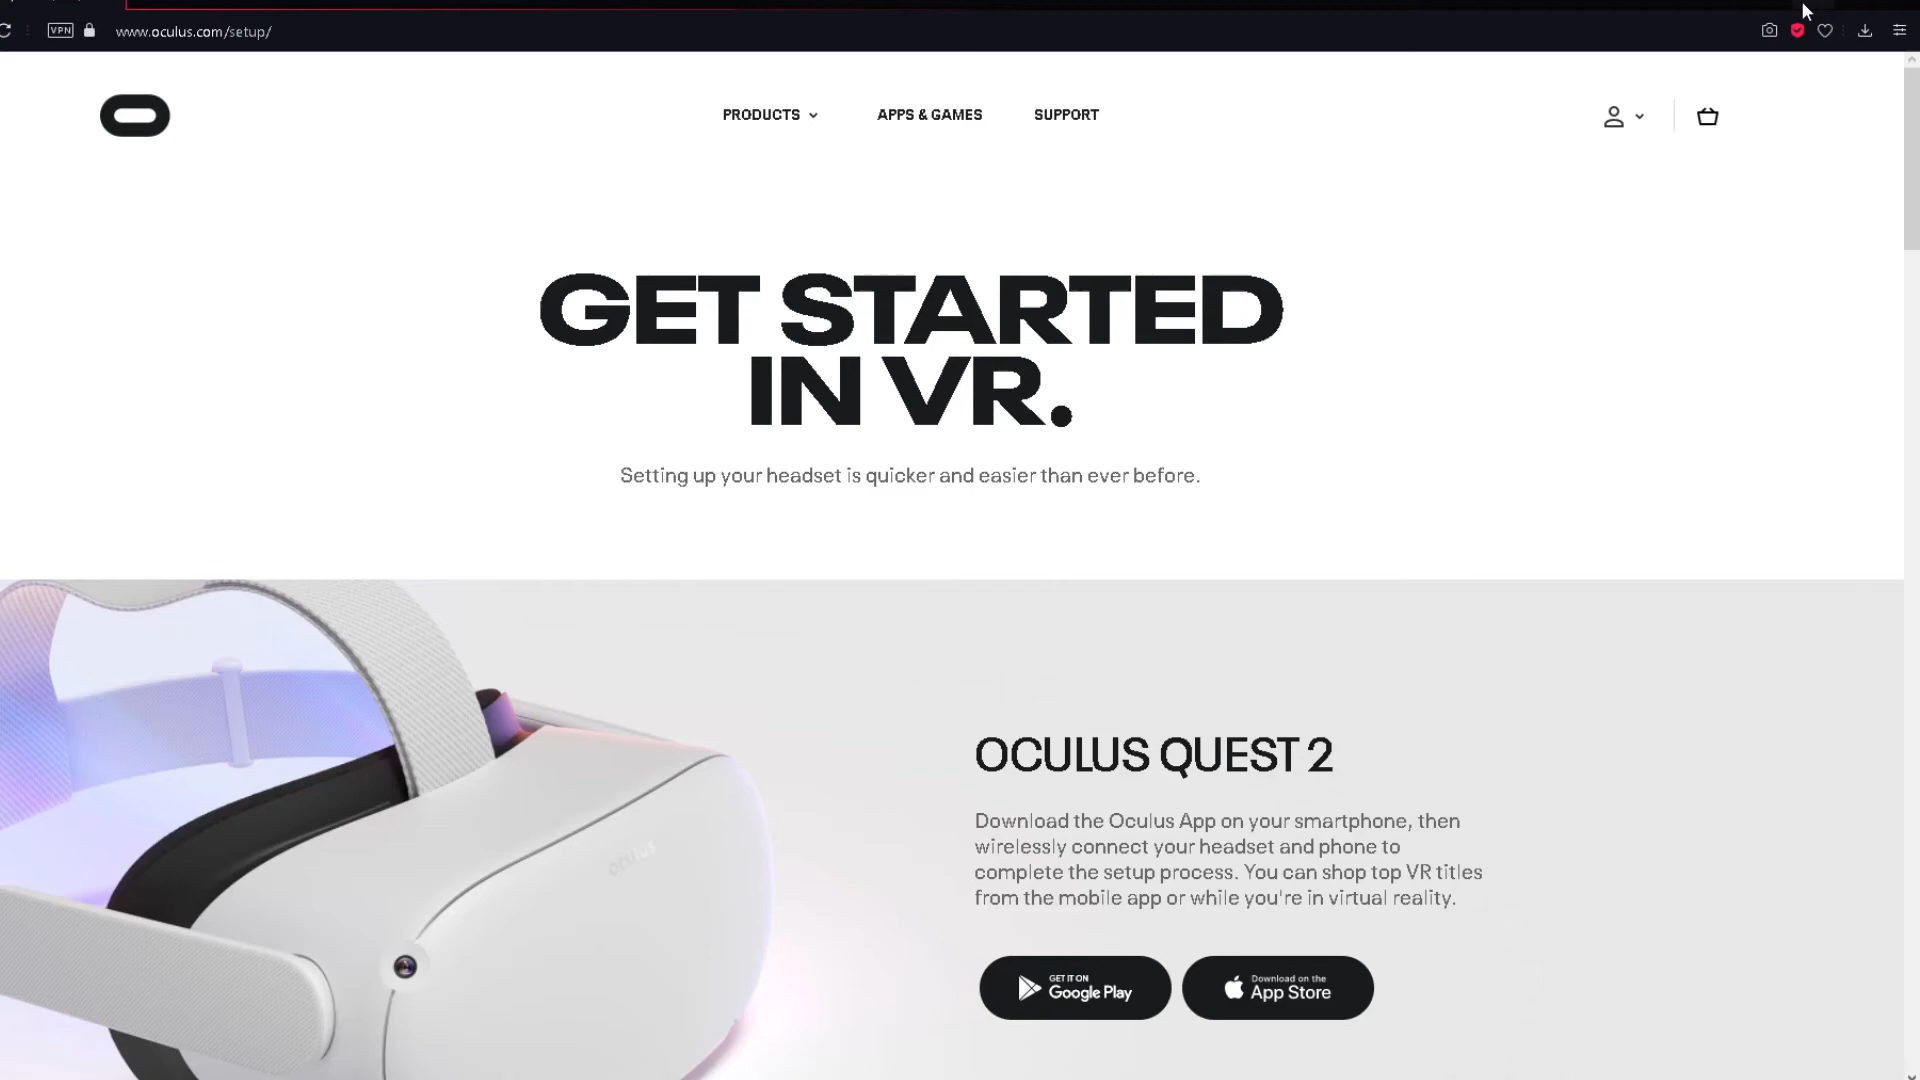 VPN
www.oculus.com/setup/
PRODUCTS
APPS & GAMES
SUPPORT
GET STARTED
IN VR.
Setting up your headset is quicker and easier than ever before.
oculus
OCULUS QUEST 2
Download the Oculus App on your smartphone, then
wirelessly connect your headset and phone to
complete the setup process. You can shop top VR titles
from the mobile app or while you're in virtual reality.
GET IT ON
Google Play
Download on the
App Store